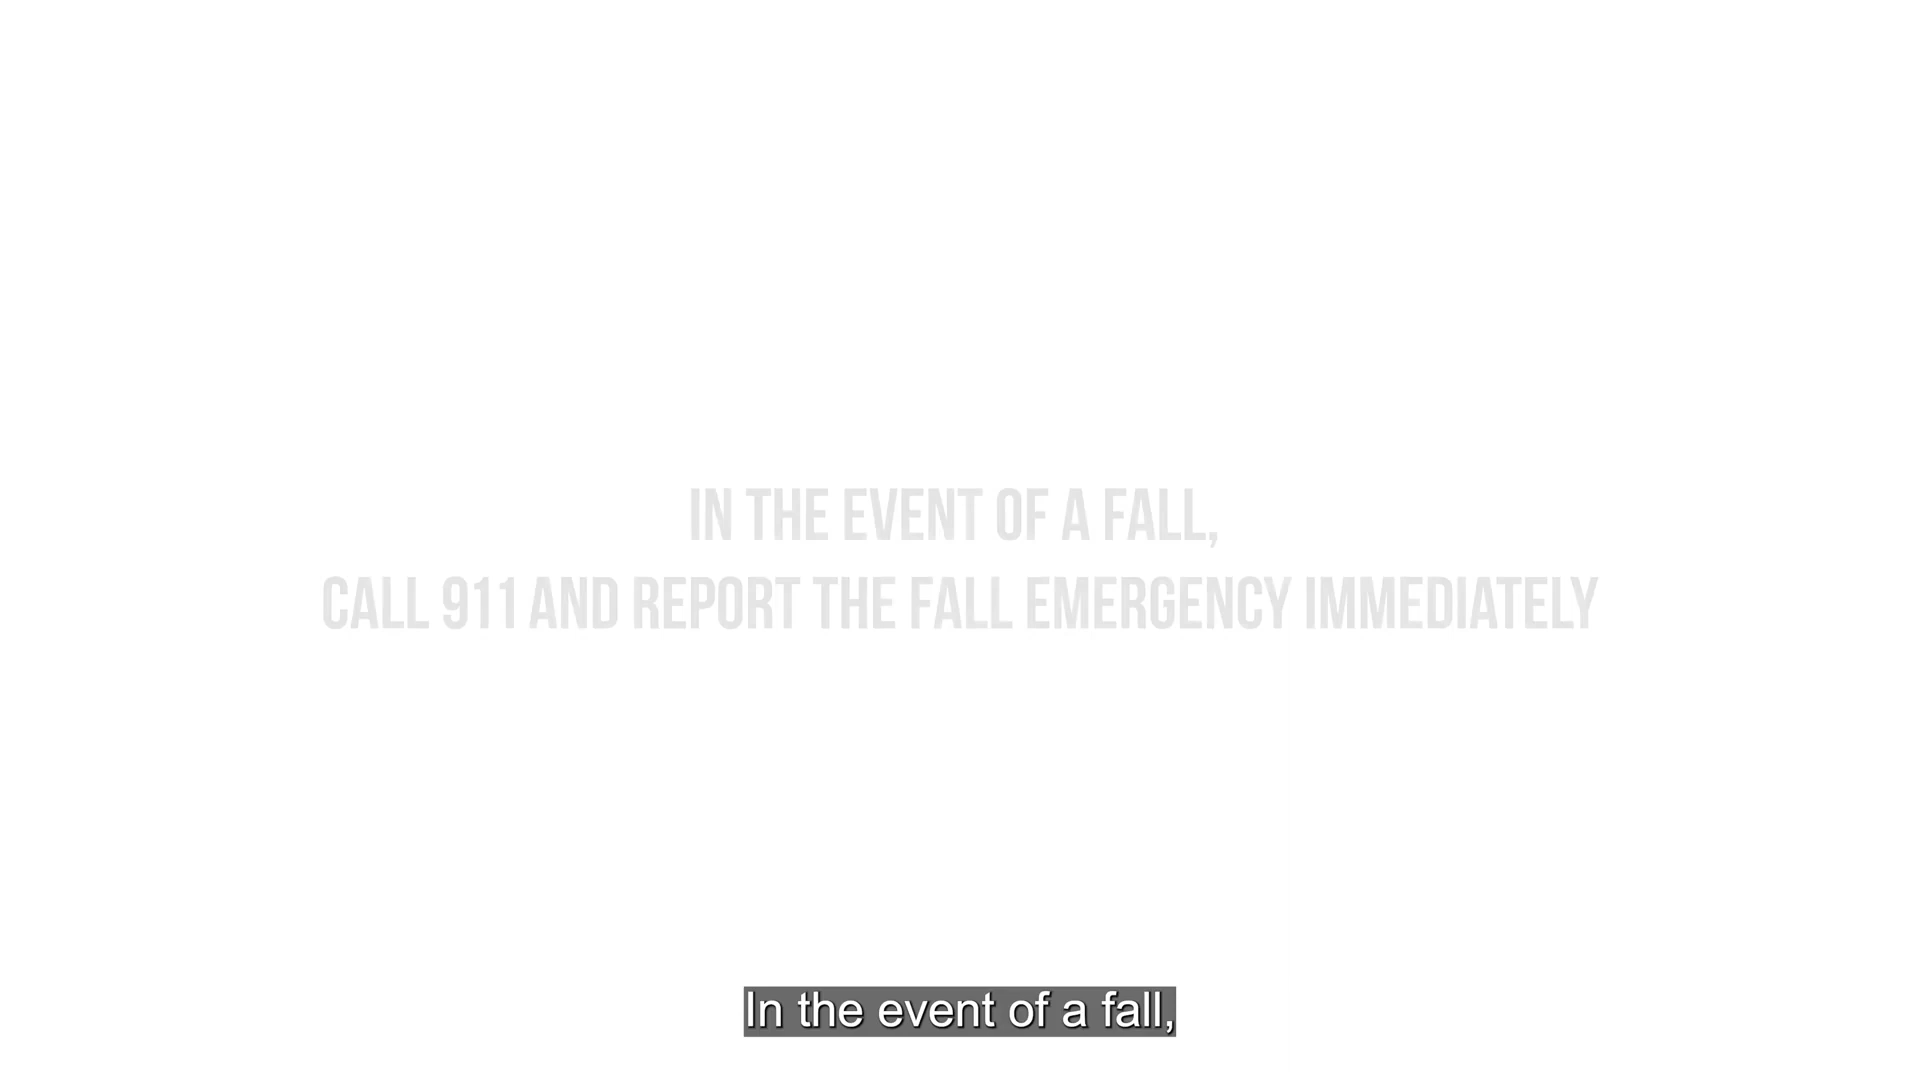 IN THE EVENT OF A FALL,
CALL 911 AND REPORT THE FALL EMERGENCY IMMEDIATELY
In the event of a fall,